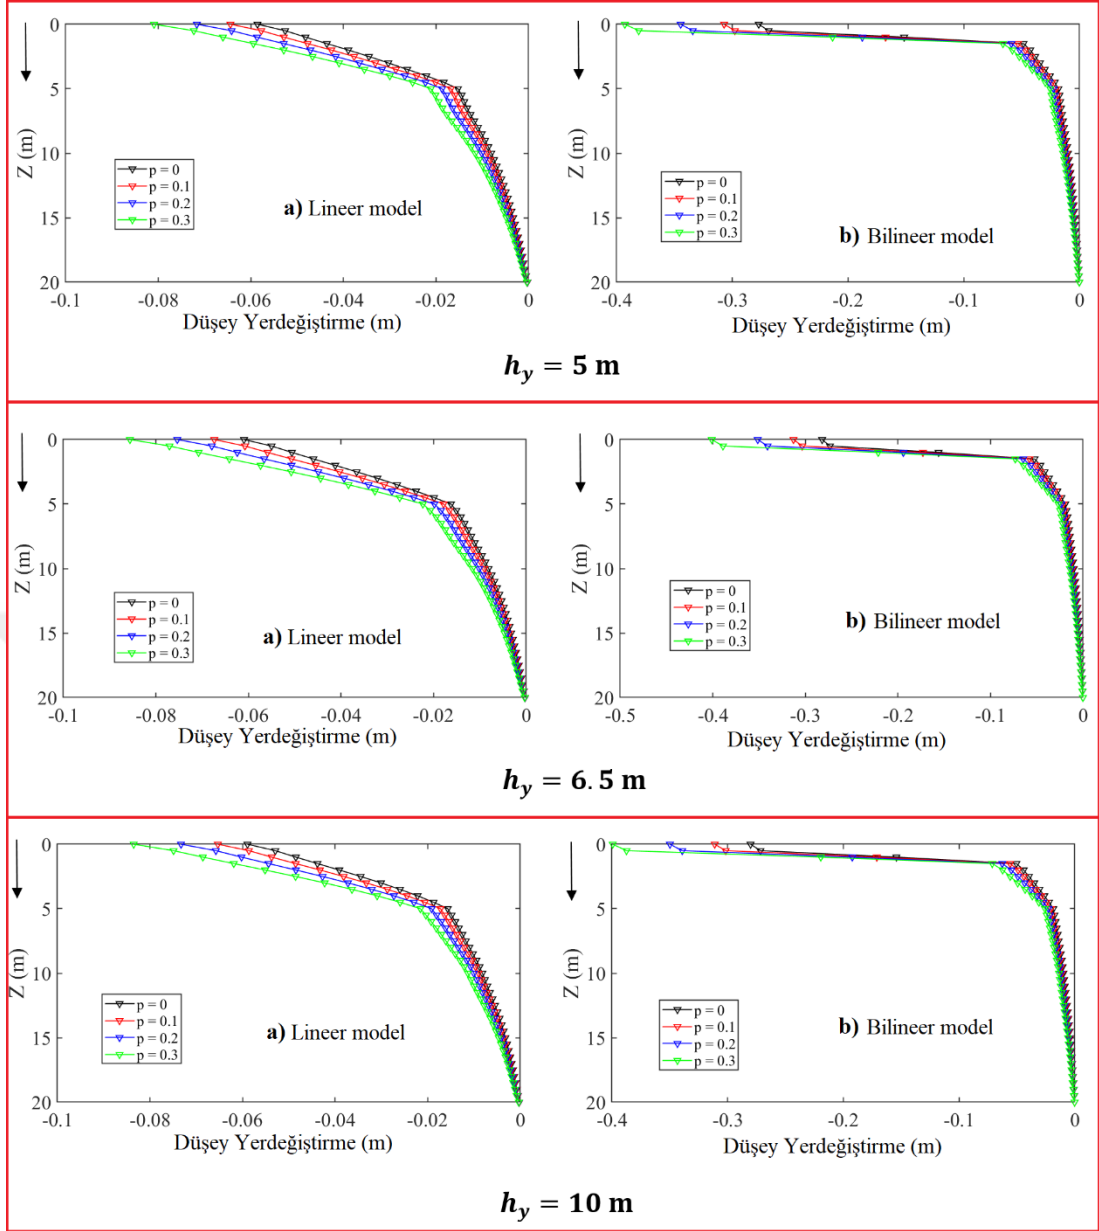 0
5
10
15
20
Z (m)
p = 0
p = 0.1
p = 0.2
p = 0.3
a) Lineer model
-0.1
-0.08
-0.06
-0.04
-0.02
0
Düşey Yerdeğiştirme (m)
0
5
10
15
20
Z (m)
p = 0
p = 0.1
p = 0.2
p = 0.3
b) Bilineer model
-0.4
-0.3
-0.2
-0.1
0
Düşey Yerdeğiştirme (m)
h_y = 5 m
0
5
10
15
20
Z (m)
p = 0
p = 0.1
p = 0.2
p = 0.3
a) Lineer model
-0.1
-0.08
-0.06
-0.04
-0.02
0
Düşey Yerdeğiştirme (m)
0
5
10
15
20
Z (m)
p = 0
p = 0.1
p = 0.2
p = 0.3
b) Bilineer model
-0.5
-0.4
-0.3
-0.2
-0.1
0
Düşey Yerdeğiştirme (m)
h_y = 6.5 m
0
5
10
15
20
Z (m)
p = 0
p = 0.1
p = 0.2
p = 0.3
a) Lineer model
-0.1
-0.08
-0.06
-0.04
-0.02
0
Düşey Yerdeğiştirme (m)
0
5
10
15
20
Z (m)
p = 0
p = 0.1
p = 0.2
p = 0.3
b) Bilineer model
-0.4
-0.3
-0.2
-0.1
0
Düşey Yerdeğiştirme (m)
h_y = 10 m